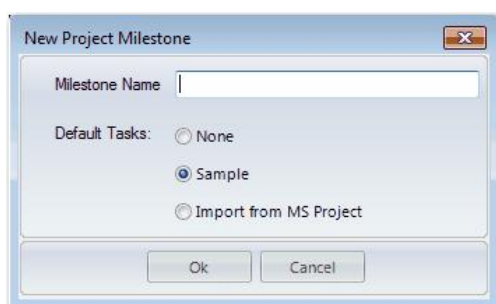 New Project Milestone
Milestone Name
Default Tasks:
None
Sample
Import from MS Project
Ok
Cancel